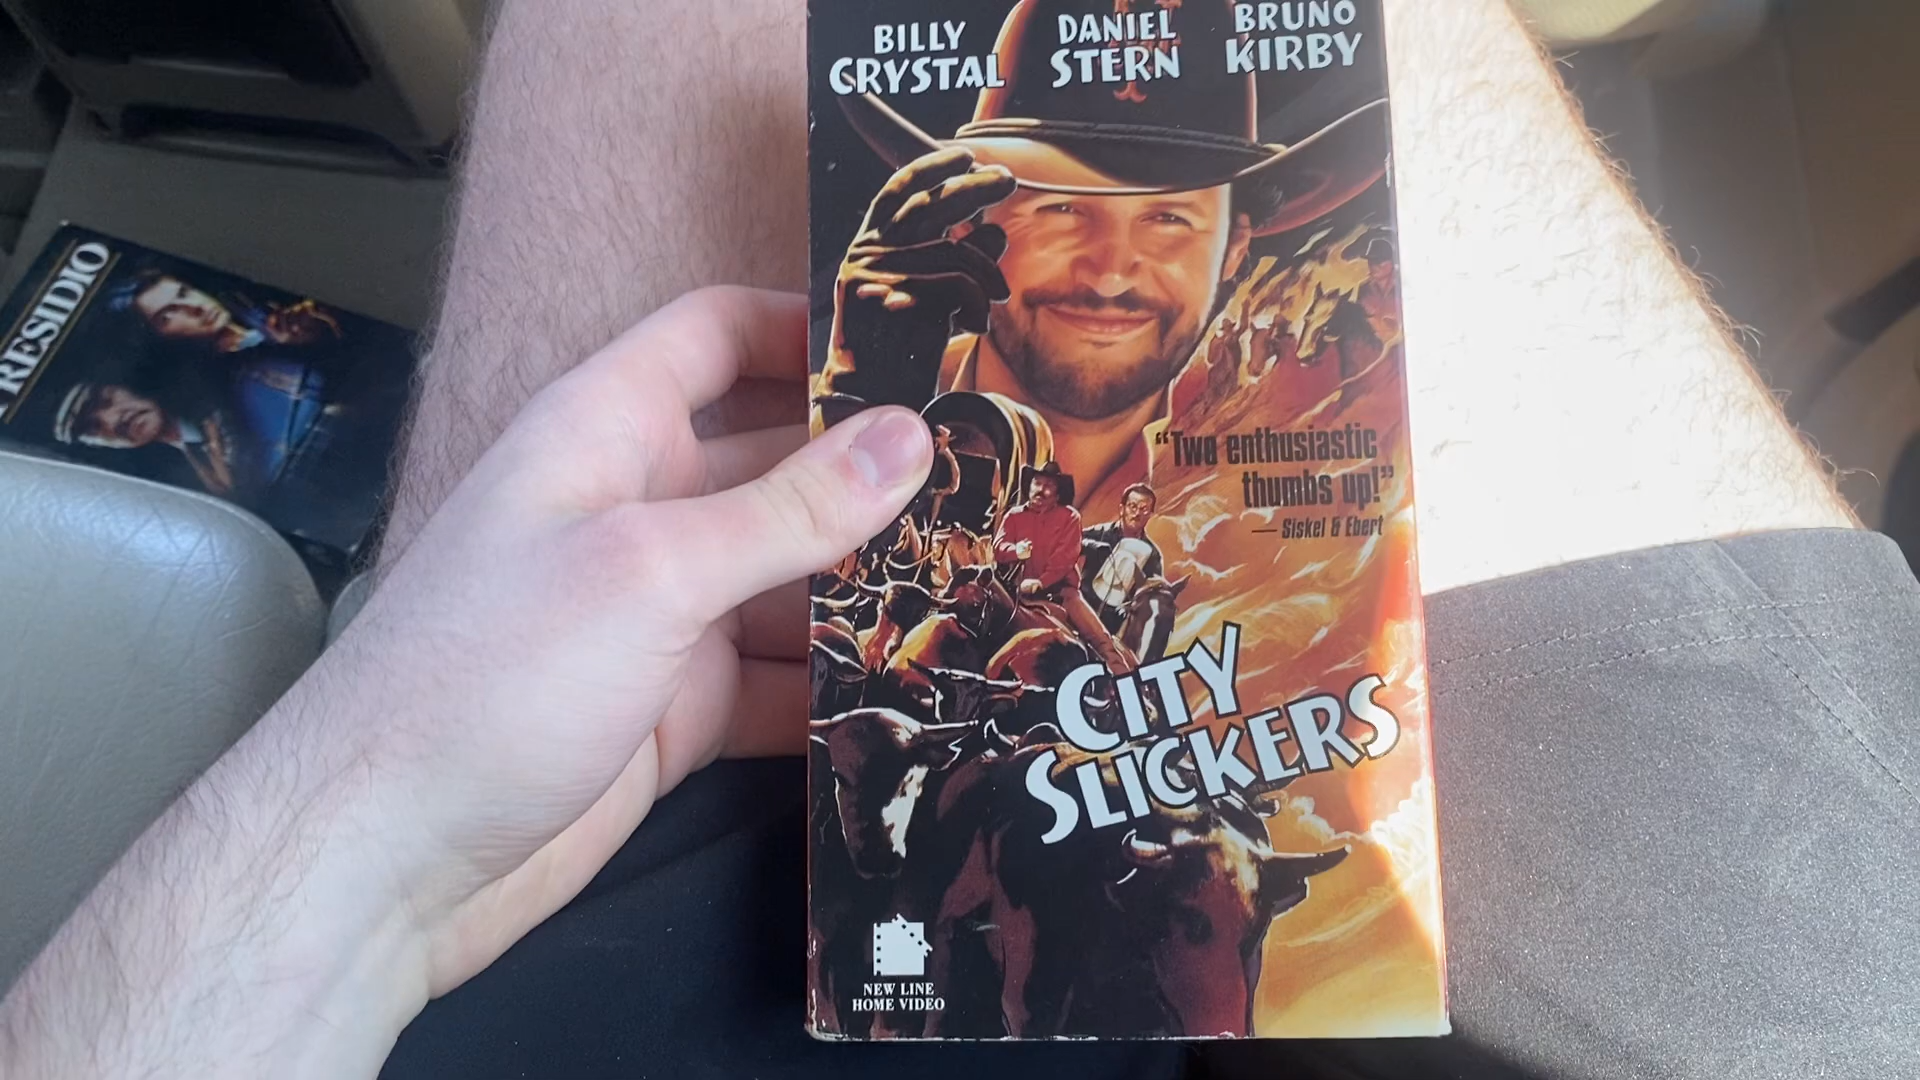 BILLY
CRYSTAL
DANIEL
STERN
BRUNO
KIRBY
"Two enthusiastic
thumbs up!"
— Siskel & Ebert
CITY
SLICKERS
NEW LINE
HOME VIDEO
RESIDIO